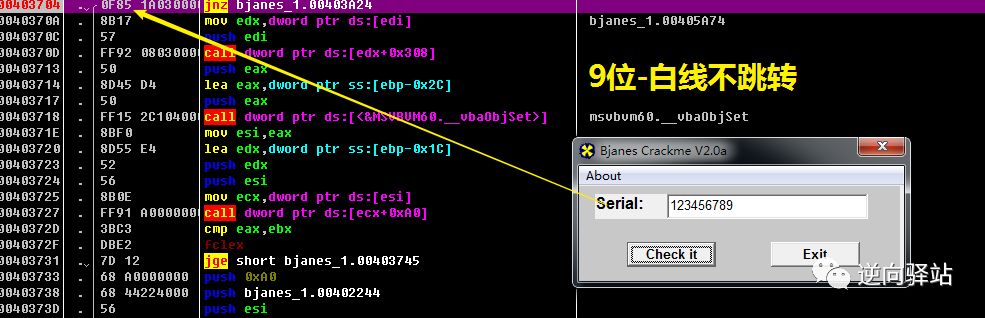 00403704 . 0F85 1A030000 jnz bjanes_1.00403A24
0040370A . 8B17 mov edx,dword ptr ds:[edi] bjanes_1.00405A74
0040370C . 57 push edi
0040370D . FF92 08030000 call dword ptr ds:[edx+0x308]
00403713 . 50 push eax
00403714 . 8D45 D4 lea eax,dword ptr ss:[ebp-0x2C]
00403717 . 50 push eax
00403718 . FF15 2C104000 call dword ptr ds:[<&MSVBVM60.__vbaObjSet>] msvbvm60.__vbaObjSet
0040371E . 8BF0 mov esi,eax
00403720 . 8D55 E4 lea edx,dword ptr ss:[ebp-0x1C]
00403723 . 52 push edx
00403724 . 56 push esi
00403725 . 8B0E mov ecx,dword ptr ds:[esi]
00403727 . FF91 A0000000 call dword ptr ds:[ecx+0xA0]
0040372D . 3BC3 cmp eax,ebx
0040372F . DBE2 fclex
00403731 . 7D 12 jge short bjanes_1.00403745
00403733 . 68 A0000000 push 0xA0
00403738 . 68 44224000 push bjanes_1.00402244
0040373D . 56 push esi
9位-白线不跳转
Bjanes Crackme V2.0a
About
Serial: 123456789
Check it Exit
逆向驿站